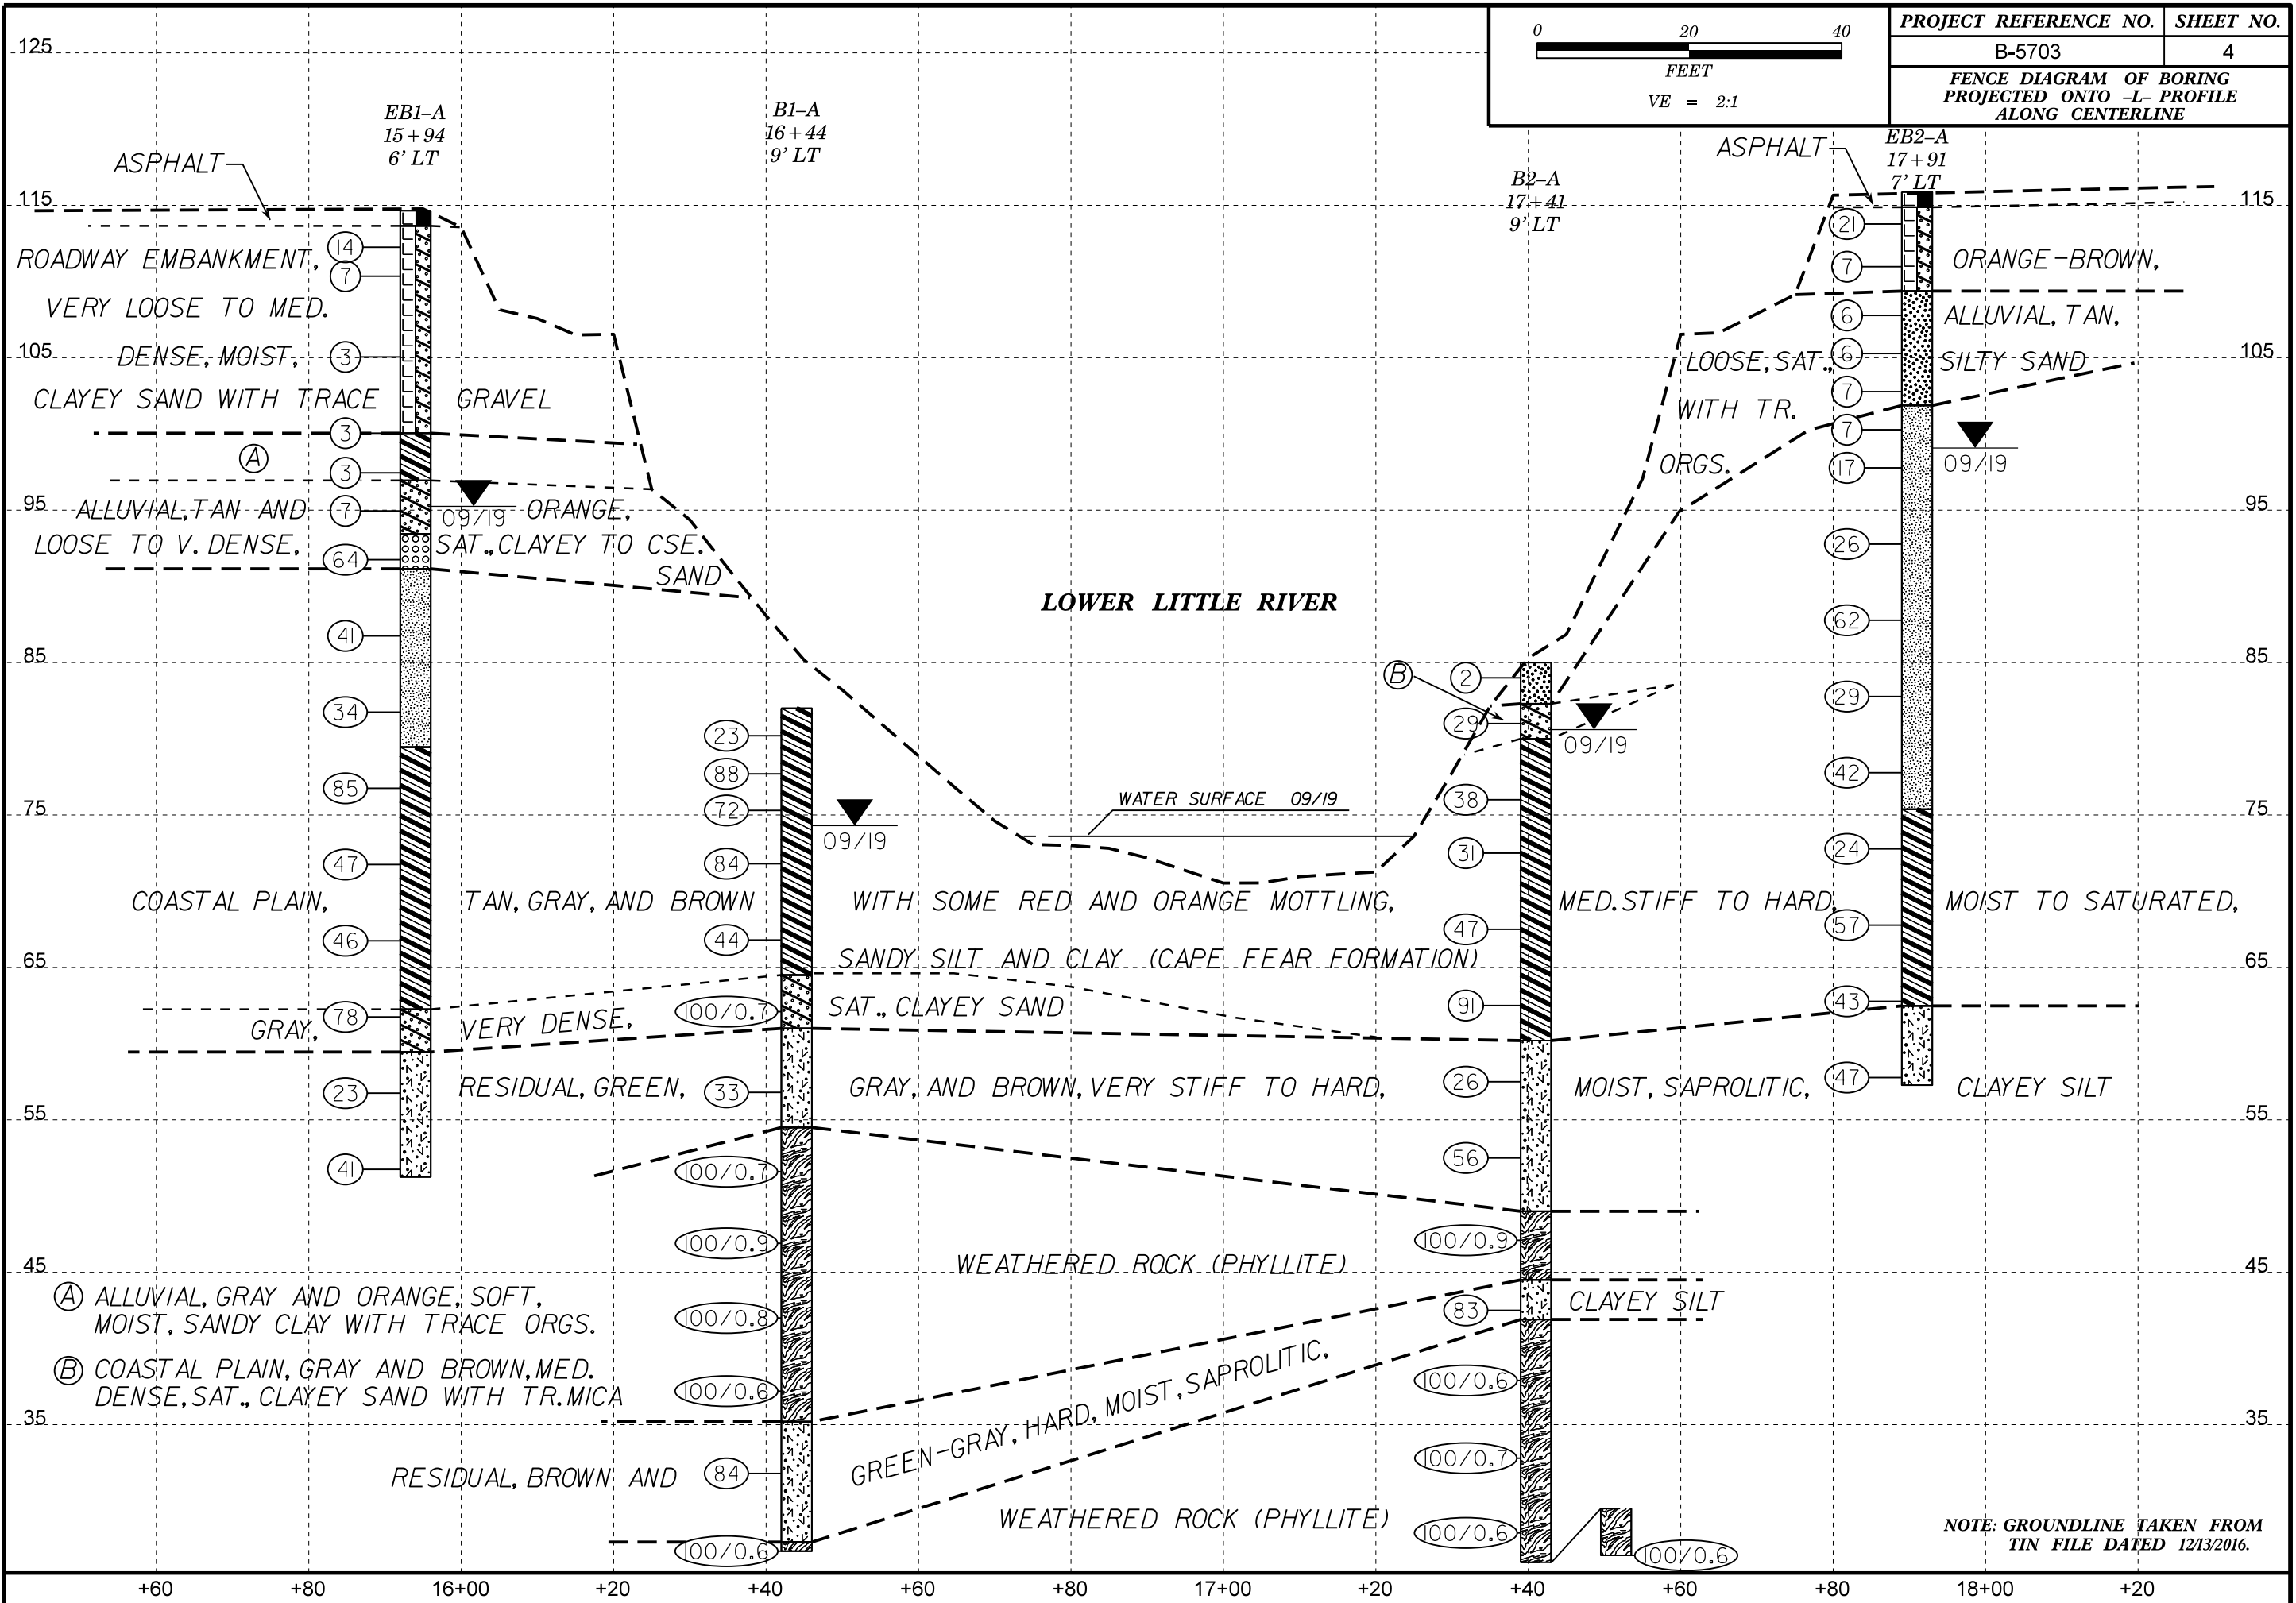 PROJECT REFERENCE NO. SHEET NO.
B-5703 4
FENCE DIAGRAM OF BORING
PROJECTED ONTO -L- PROFILE
ALONG CENTERLINE
0 20 40
FEET
VE = 2:1
125
EB1-A
15+94
6' LT
B1-A
16+44
9' LT
B2-A
17+41
9' LT
EB2-A
17+91
7' LT
ASPHALT
ASPHALT
115 115
14
21
ROADWAY EMBANKMENT,
7
7
ORANGE-BROWN,
VERY LOOSE TO MED.
6
ALLUVIAL, TAN,
DENSE, MOIST,
3
105 105
LOOSE, SAT.,
6
SILTY SAND
CLAYEY SAND WITH TRACE GRAVEL
7
WITH TR.
3
7
A
3
ORGS.
17
09/19
95 95
ALLUVIAL, TAN AND
7
09/19
ORANGE,
LOOSE TO V. DENSE,
64
SAT., CLAYEY TO CSE.
SAND
26
LOWER LITTLE RIVER
41
62
85 85
B
2
34
23
29
29
09/19
88
85
42
38
WATER SURFACE 09/19
75 75
72
09/19
47
84
31
24
COASTAL PLAIN, TAN, GRAY, AND BROWN WITH SOME RED AND ORANGE MOTTLING, MED. STIFF TO HARD, MOIST TO SATURATED,
46
44
47
57
SANDY SILT AND CLAY (CAPE FEAR FORMATION)
65 65
78
100/0.7
SAT., CLAYEY SAND
91
43
GRAY, VERY DENSE,
23
RESIDUAL, GREEN,
33
GRAY, AND BROWN, VERY STIFF TO HARD,
26
MOIST, SAPROLITIC,
47
CLAYEY SILT
55 55
41
100/0.7
56
100/0.9
100/0.9
WEATHERED ROCK (PHYLLITE)
45 45
A ALLUVIAL, GRAY AND ORANGE, SOFT,
MOIST, SANDY CLAY WITH TRACE ORGS.
100/0.8
83
CLAYEY SILT
B COASTAL PLAIN, GRAY AND BROWN, MED.
DENSE, SAT., CLAYEY SAND WITH TR. MICA
100/0.6
100/0.6
35 35
RESIDUAL, BROWN AND
84
GREEN-GRAY, HARD, MOIST, SAPROLITIC,
100/0.7
WEATHERED ROCK (PHYLLITE)
100/0.6
100/0.6
100/0.6
NOTE: GROUNDLINE TAKEN FROM
TIN FILE DATED 12/13/2016.
+60 +80 16+00 +20 +40 +60 +80 17+00 +20 +40 +60 +80 18+00 +20